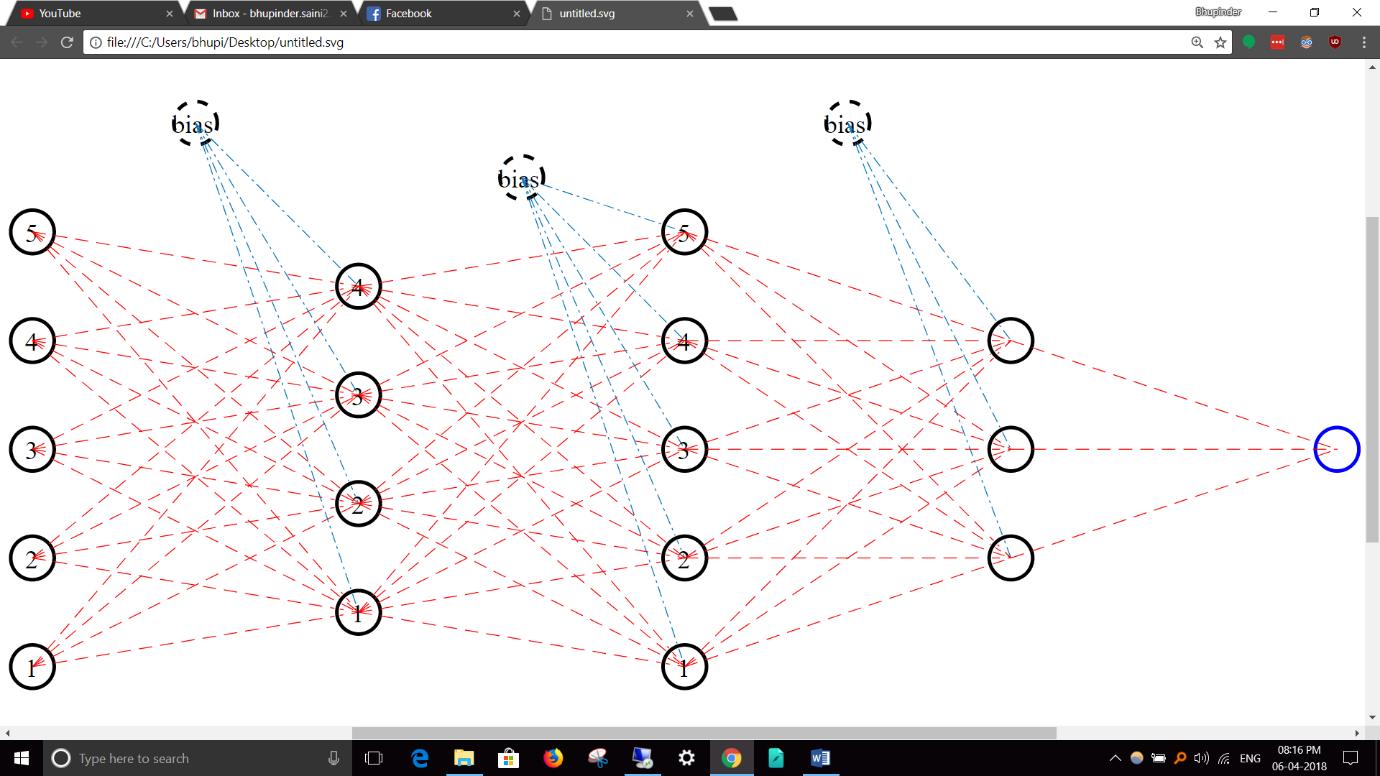 YouTube
Inbox - bhupinder.saini2
Facebook
untitled.svg
Bhupinder
file:///C:/Users/bhupi/Desktop/untitled.svg
bias
bias
bias
5
5
4
4
4
3
3
3
2
2
2
1
1
1
Type here to search
ENG
08:16 PM
06-04-2018